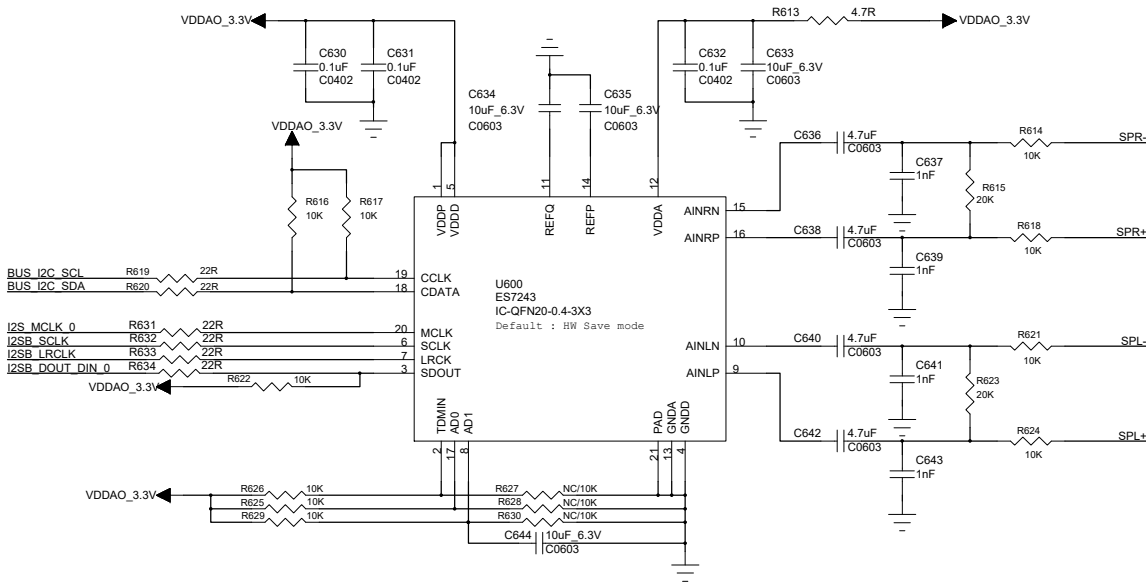 VDDAO_3.3V
C630
0.1uF
C0402
C631
0.1uF
C0402
C634
10uF_6.3V
C0603
C635
10uF_6.3V
C0603
C632
0.1uF
C0402
C633
10uF_6.3V
C0603
R613
4.7R
VDDAO_3.3V
VDDAO_3.3V
R616
10K
R617
10K
1
5
11
14
12
VDDP
VDDD
REFQ
REFP
VDDA
C636
4.7uF
C0603
R614
10K
SPR-
C637
1nF
R615
20K
AINRN
15
AINRP
16
C638
4.7uF
C0603
R618
10K
SPR+
C639
1nF
BUS_I2C_SCL
R619
22R
19
CCLK
BUS_I2C_SDA
R620
22R
18
CDATA
U600
ES7243
IC-QFN20-0.4-3X3
Default : HW Save mode
I2S_MCLK_0
R631
22R
20
MCLK
I2SB_SCLK
R632
22R
6
SCLK
I2SB_LRCLK
R633
22R
7
LRCK
I2SB_DOUT_DIN_0
R634
22R
3
SDOUT
VDDAO_3.3V
R622
10K
AINLN
10
C640
4.7uF
C0603
R621
10K
SPL-
C641
1nF
R623
20K
AINLP
9
C642
4.7uF
C0603
R624
10K
SPL+
C643
1nF
TDMIN
AD0
AD1
PAD
GNDA
GNDD
2
17
8
21
13
4
VDDAO_3.3V
R626
10K
R627
NC/10K
R625
10K
R628
NC/10K
R629
10K
R630
NC/10K
C644
10uF_6.3V
C0603